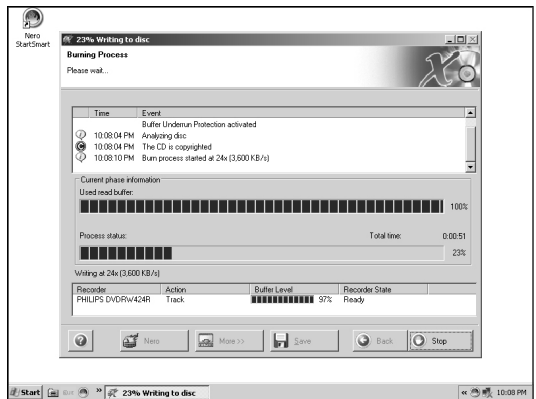 Nero
StartSmart
23% Writing to disc
Burning Process
Please wait...
Time Event
Buffer Underrun Protection activated
10:08:04 PM Analyzing disc
10:08:04 PM The CD is copyrighted
10:08:10 PM Burn process started at 24x (3,600 KB/s)
Current phase information
Used read buffer:
100%
Process status: Total time: 0:00:51
23%
Writing at 24x (3,600 KB/s)
Recorder Action Buffer Level Recorder State
PHILIPS DVDRW424R Track 97% Ready
Nero More >> Save Back Stop
Start 23% Writing to disc 10:08 PM